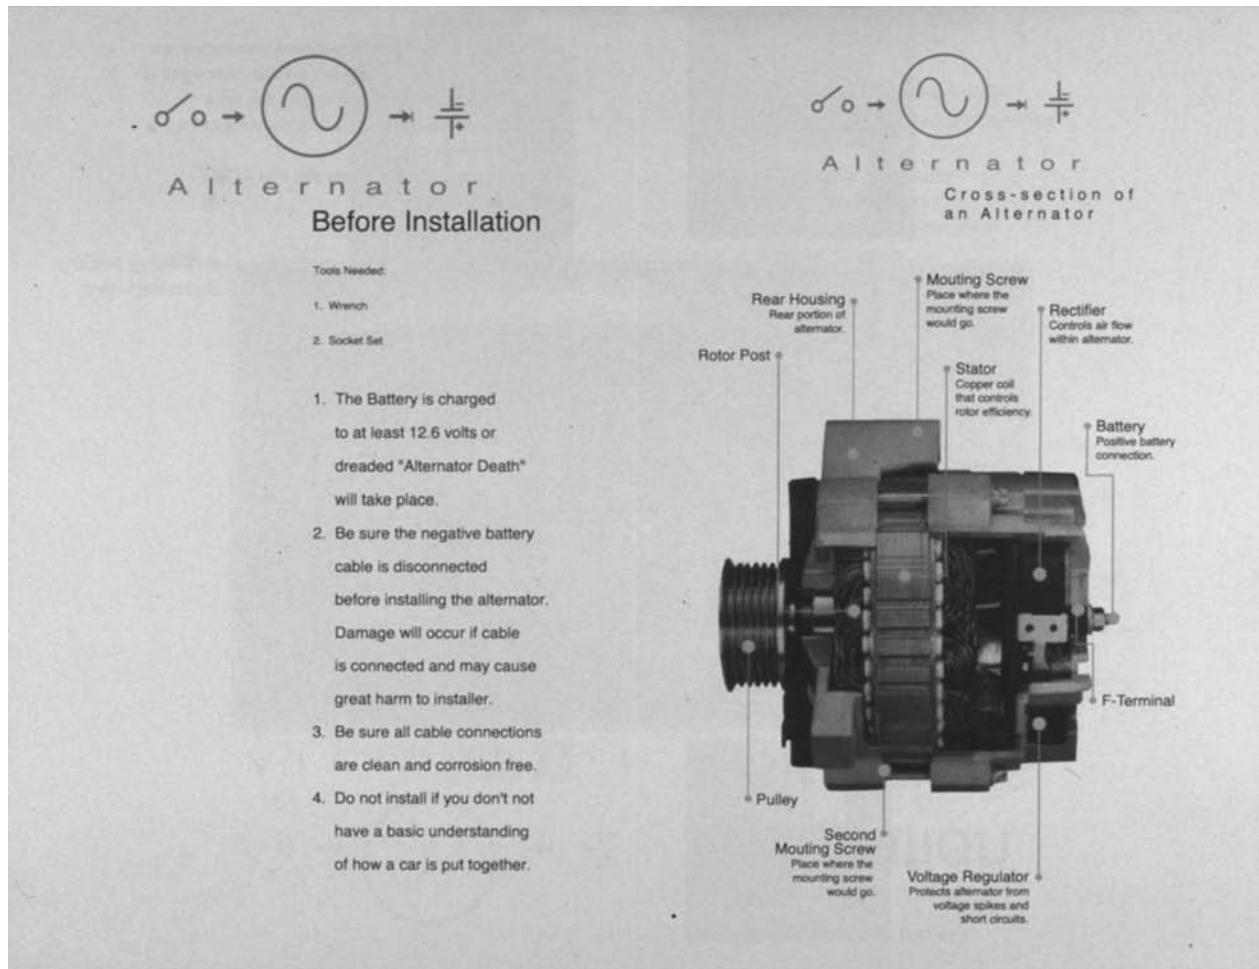 Alternator
Before Installation
Tools Needed:
1. Wrench
2. Socket Set
1. The Battery is charged
to at least 12.6 volts or
dreaded "Alternator Death"
will take place.
2. Be sure the negative battery
cable is disconnected
before installing the alternator.
Damage will occur if cable
is connected and may cause
great harm to installer.
3. Be sure all cable connections
are clean and corrosion free.
4. Do not install if you don't not
have a basic understanding
of how a car is put together.
Alternator
Cross-section of
an Alternator
Mouting Screw
Place where the
mounting screw
would go.
Rear Housing
Rear portion of
alternator.
Rectifier
Controls air flow
within alternator.
Rotor Post
Stator
Copper coil
that controls
rotor efficiency.
Battery
Positive battery
connection.
F-Terminal
Pulley
Second
Mouting Screw
Place where the
mounting screw
would go.
Voltage Regulator
Protects alternator from
voltage spikes and
short circuits.